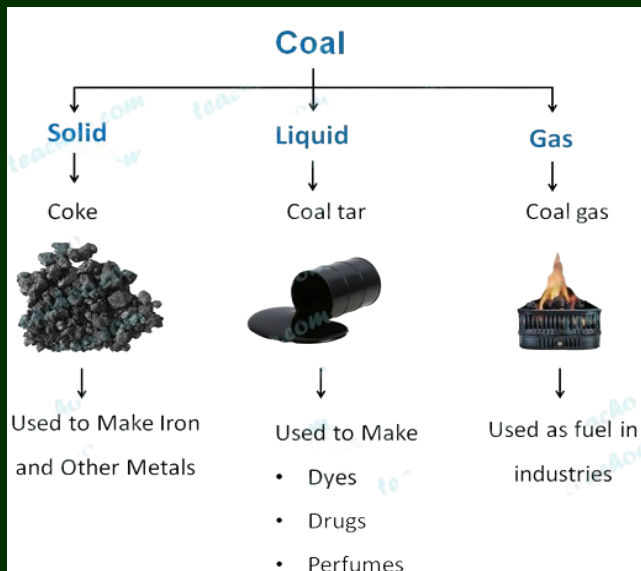 Coal
Solid
Liquid
Gas
Coke
Coal tar
Coal gas
Used to Make Iron
and Other Metals
Used to Make
• Dyes
• Drugs
• Perfumes
Used as fuel in
industries